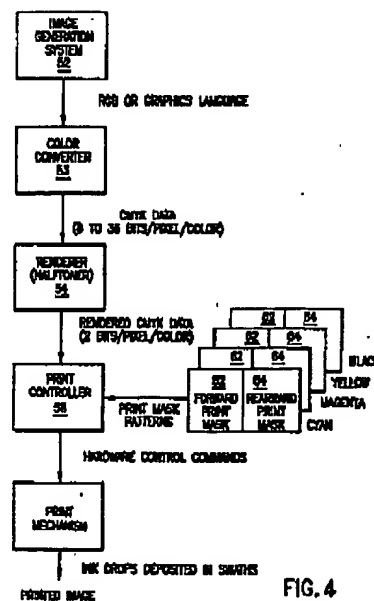 IMAGE
GENERATION
SYSTEM
52
RGB OR GRAPHICS LANGUAGE
COLOR
CONVERTER
53
CMYK DATA
(8 TO 36 BITS/PIXEL/COLOR)
RENDERER
(HALFTONER)
54
RENDERED CMYK DATA
(2 BITS/PIXEL/COLOR)
62 64
62 64
62 64
62 64
BLACK
YELLOW
MAGENTA
CYAN
FORWARD
PRINT
MASK
REARWARD
PRINT
MASK
PRINT
CONTROLLER
58
PRINT MASK
PATTERNS
HARDWARE CONTROL COMMANDS
PRINT
MECHANISM
INK DROPS DEPOSITED IN SWATHS
PRINTED IMAGE
FIG. 4